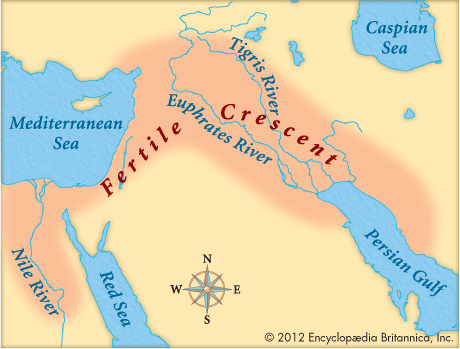 Caspian
Sea
Tigris River
Mediterranean
Sea
Euphrates River
Fertile Crescent
Nile River
Red Sea
Persian Gulf
N
W E
S
© 2012 Encyclopædia Britannica, Inc.